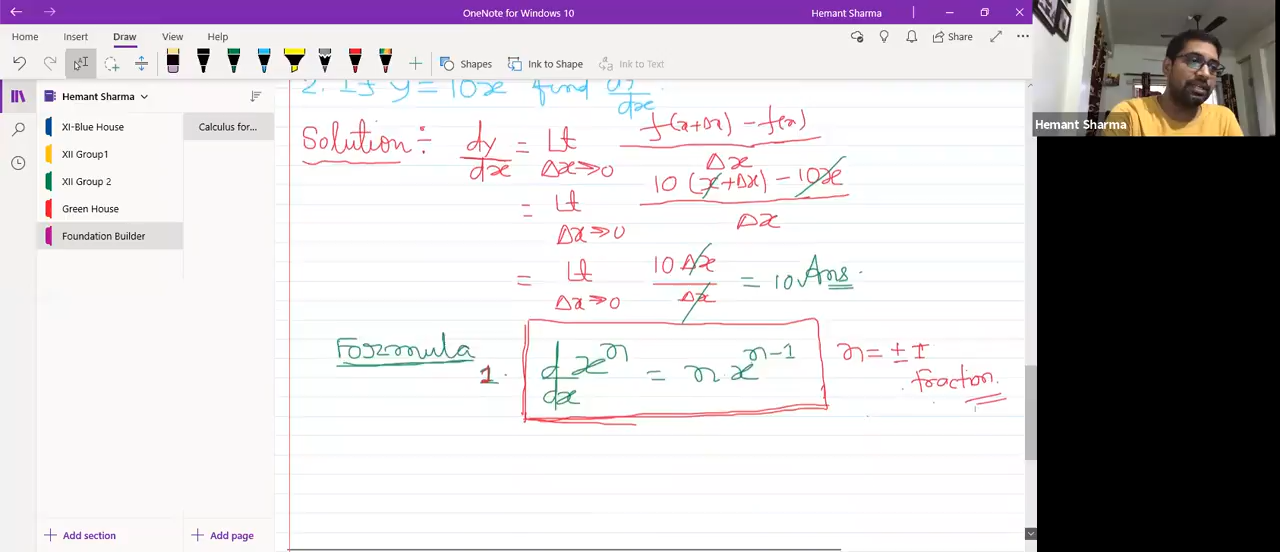 OneNote for Windows 10
Hemant Sharma
Home Insert Draw View Help
Share
Shapes Ink to Shape Ink to Text
Hemant Sharma
XI-Blue House
XII Group1
XII Group 2
Green House
Foundation Builder
Add section
Calculus for...
Add page
2. If y = 10x find dy/dx.
Solution ÷ dy/dx = Lt Δx→0 f(x+Δx) - f(x) / Δx
= Lt Δx→0 10 (x+Δx) - 10x / Δx
= Lt Δx→0 10 Δx / Δx = 10 Ans.
Formula 1. d/dx x^n = n.x^n-1 n = ± I
fraction.
Hemant Sharma